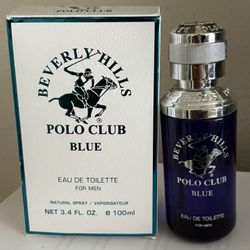 BEVERLY HILLS
POLO CLUB
BLUE
EAU DE TOILETTE
FOR MEN
NATURAL SPRAY / VAPORISATEUR
NET 3.4 FL. OZ. e 100ml
BEVERLY HILLS
POLO CLUB
BLUE
EAU DE TOILETTE
FOR MEN